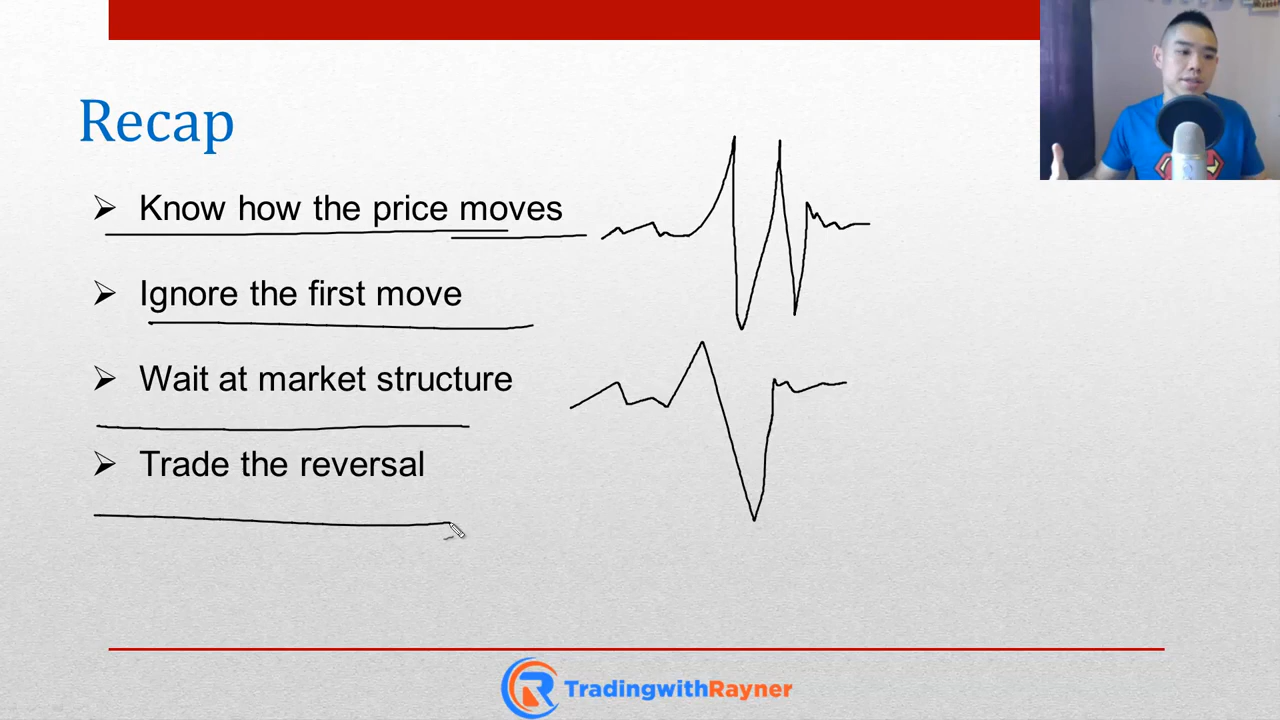 Recap
Know how the price moves
Ignore the first move
Wait at market structure
Trade the reversal
TradingwithRayner